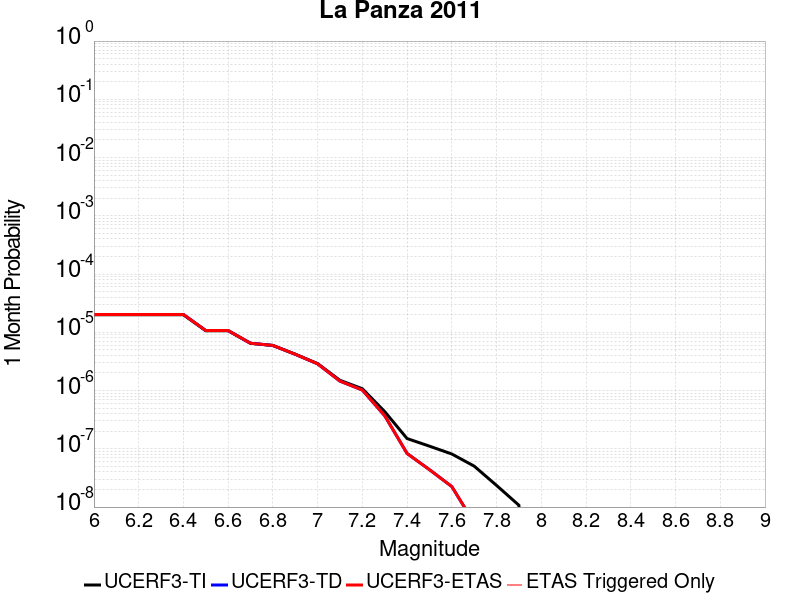 La Panza 2011
10 0
10 -1
10 -2
10 -3
10 -4
10 -5
10 -6
10 -7
10 -8
1 Month Probability
6 6.2 6.4 6.6 6.8 7 7.2 7.4 7.6 7.8 8 8.2 8.4 8.6 8.8 9
Magnitude
UCERF3-TI UCERF3-TD UCERF3-ETAS ETAS Triggered Only